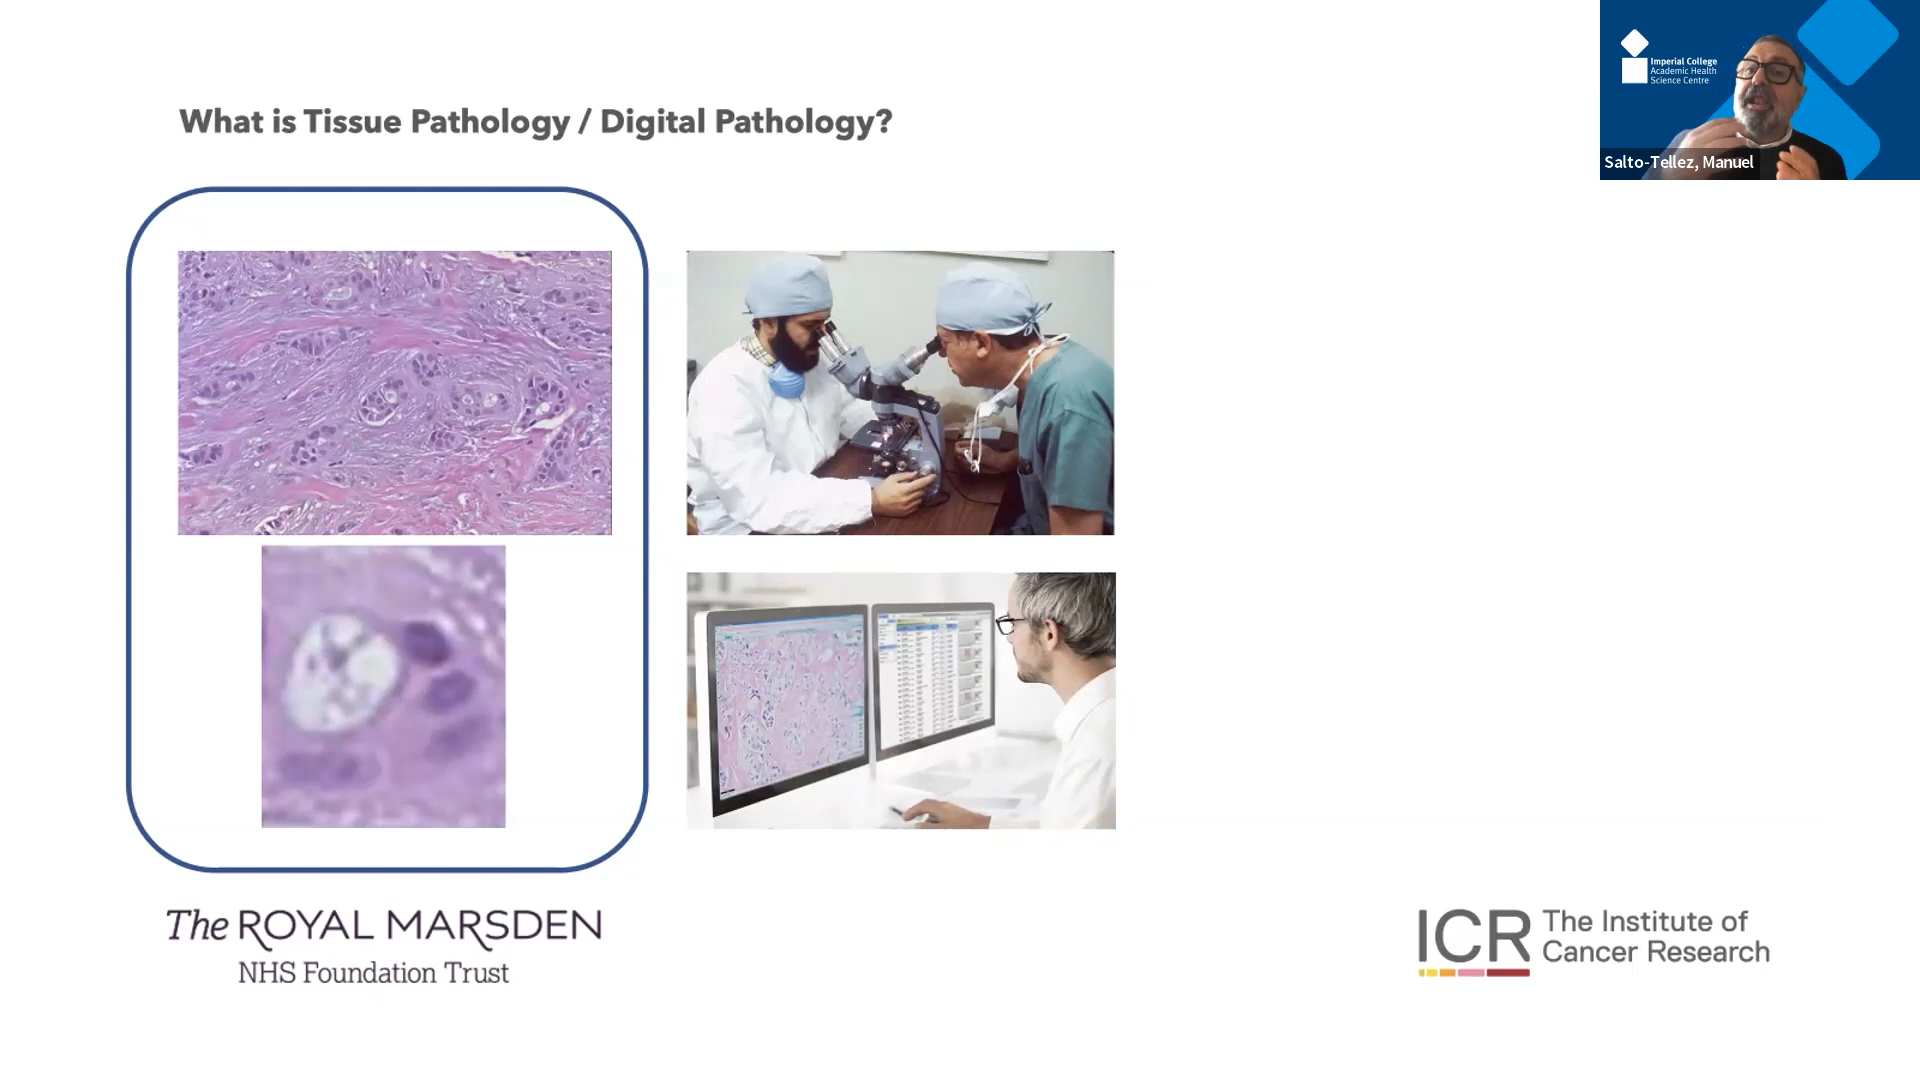 What is Tissue Pathology / Digital Pathology?
Imperial College
Academic Health
Science Centre
Salto-Tellez, Manuel
The ROYAL MARSDEN
NHS Foundation Trust
ICR The Institute of
Cancer Research